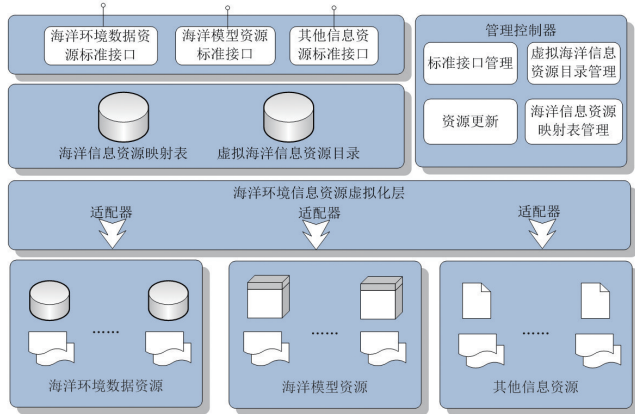 海洋环境数据资
源标准接口
海洋模型资源
标准接口
其他信息资
源标准接口
海洋信息资源映射表
虚拟海洋信息资源目录
管理控制器
标准接口管理
虚拟海洋信息
资源目录管理
资源更新
海洋信息资源
映射表管理
海洋环境信息资源虚拟化层
适配器
适配器
适配器
......
海洋环境数据资源
......
海洋模型资源
......
其他信息资源